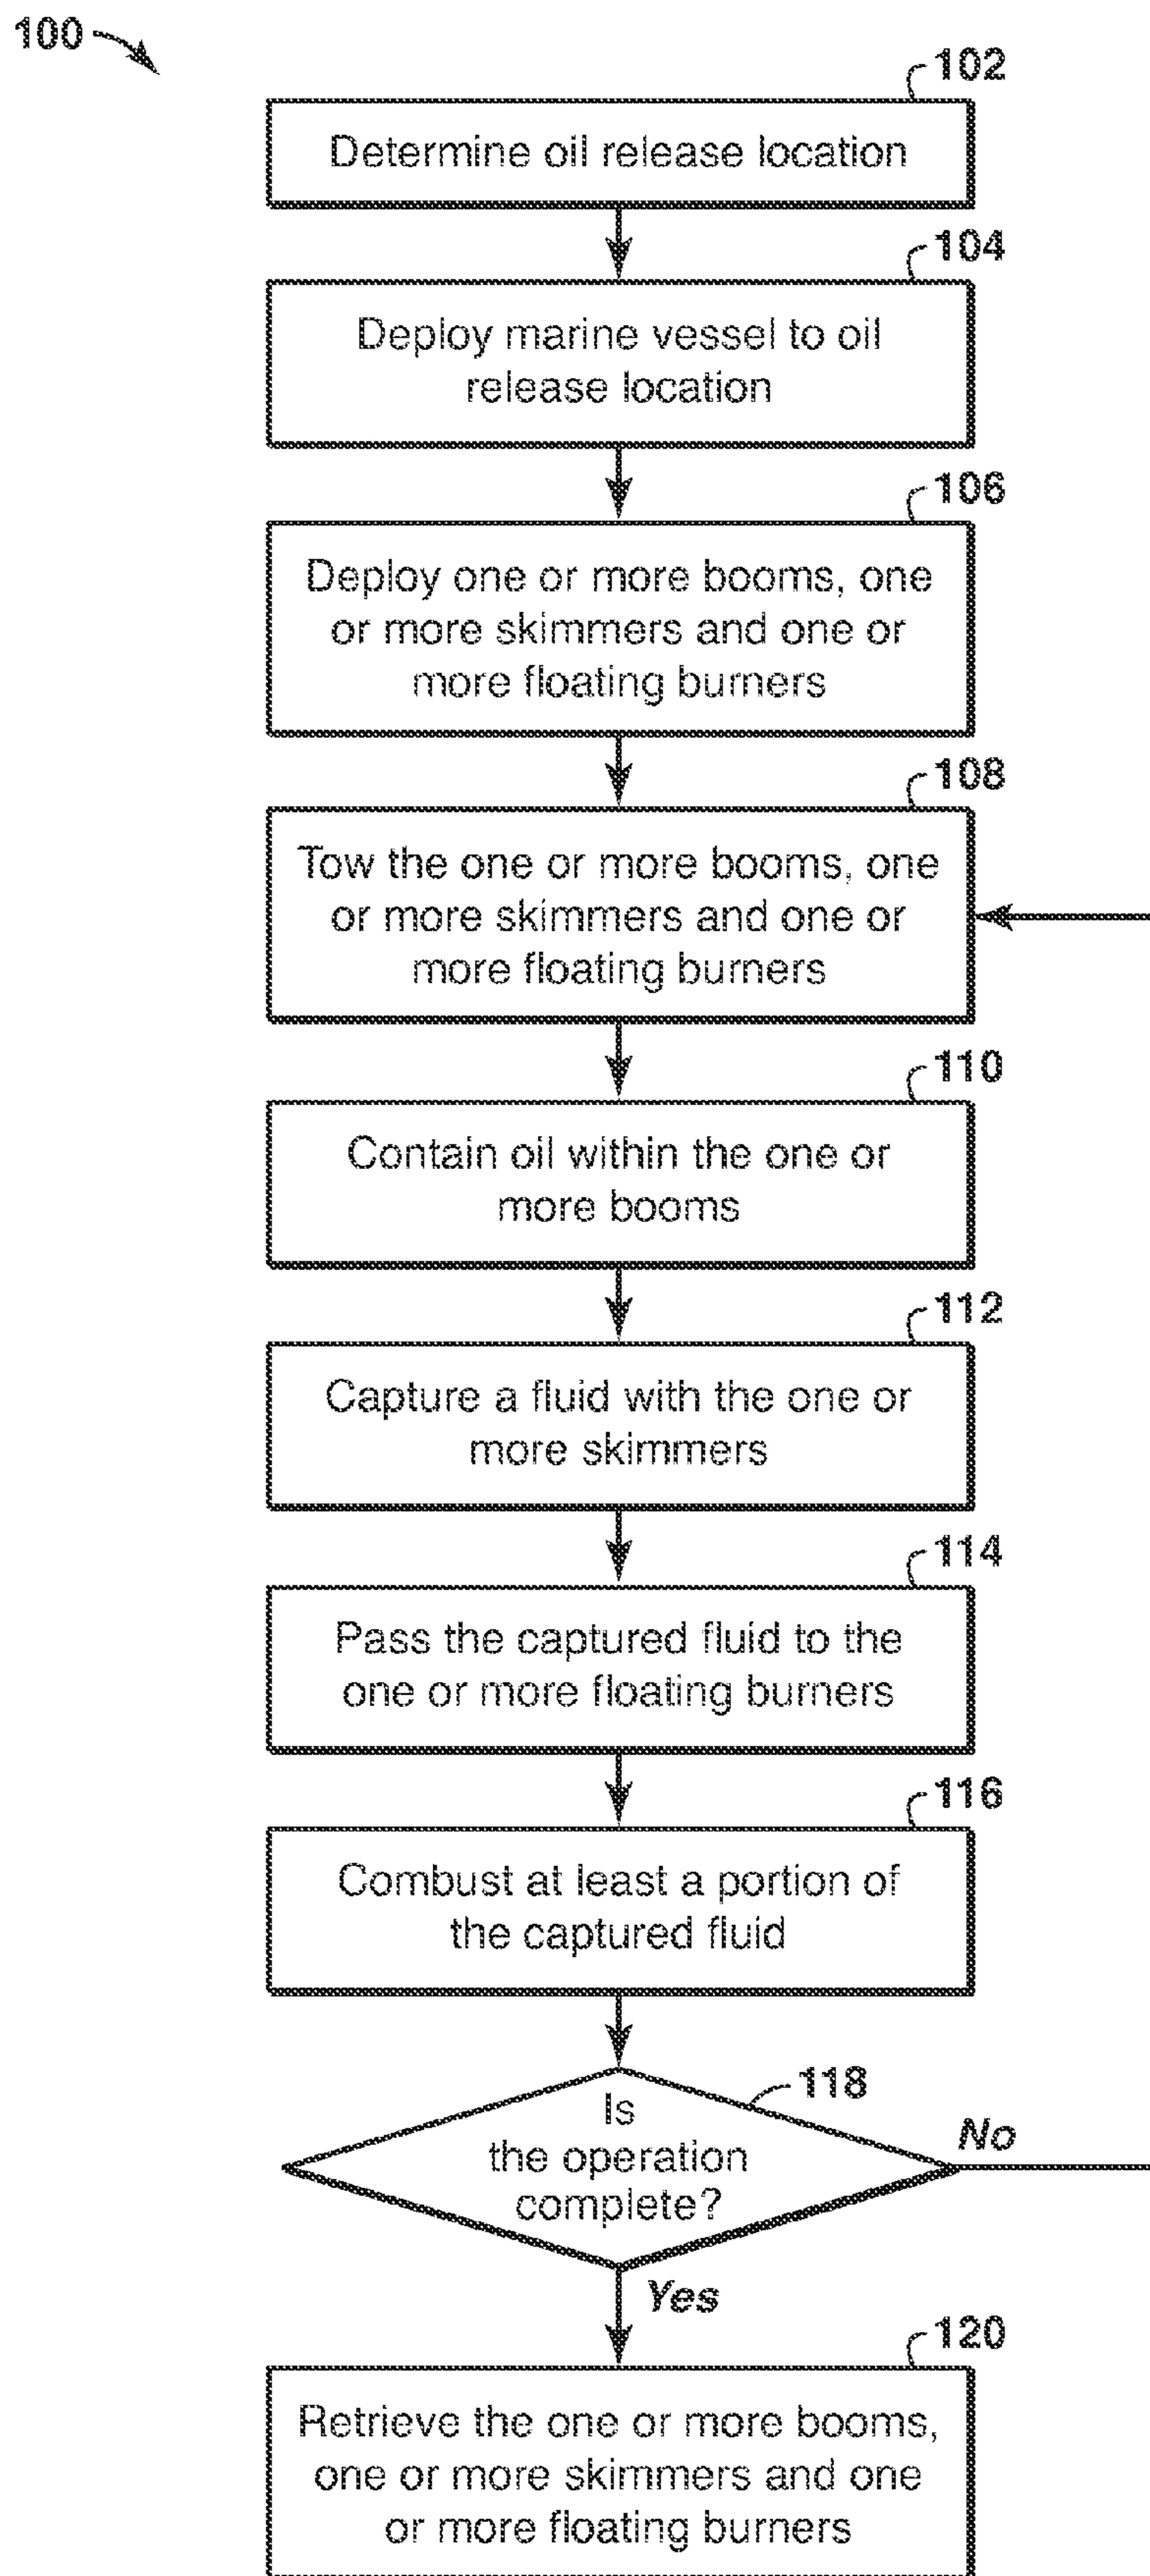 100
102
Determine oil release location
104
Deploy marine vessel to oil
release location
106
Deploy one or more booms, one
or more skimmers and one or
more floating burners
108
Tow the one or more booms, one
or more skimmers and one or
more floating burners
110
Contain oil within the one or
more booms
112
Capture a fluid with the one or
more skimmers
114
Pass the captured fluid to the
one or more floating burners
116
Combust at least a portion of
the captured fluid
118
Is
the operation
complete?
No
Yes
120
Retrieve the one or more booms,
one or more skimmers and one
or more floating burners